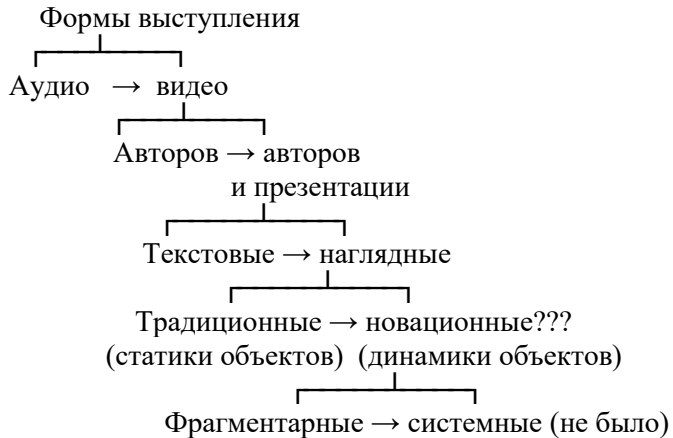 Формы выступления
Аудио → видео
Авторов → авторов
и презентации
Текстовые → наглядные
Традиционные → новационные???
(статики объектов) (динамики объектов)
Фрагментарные → системные (не было)